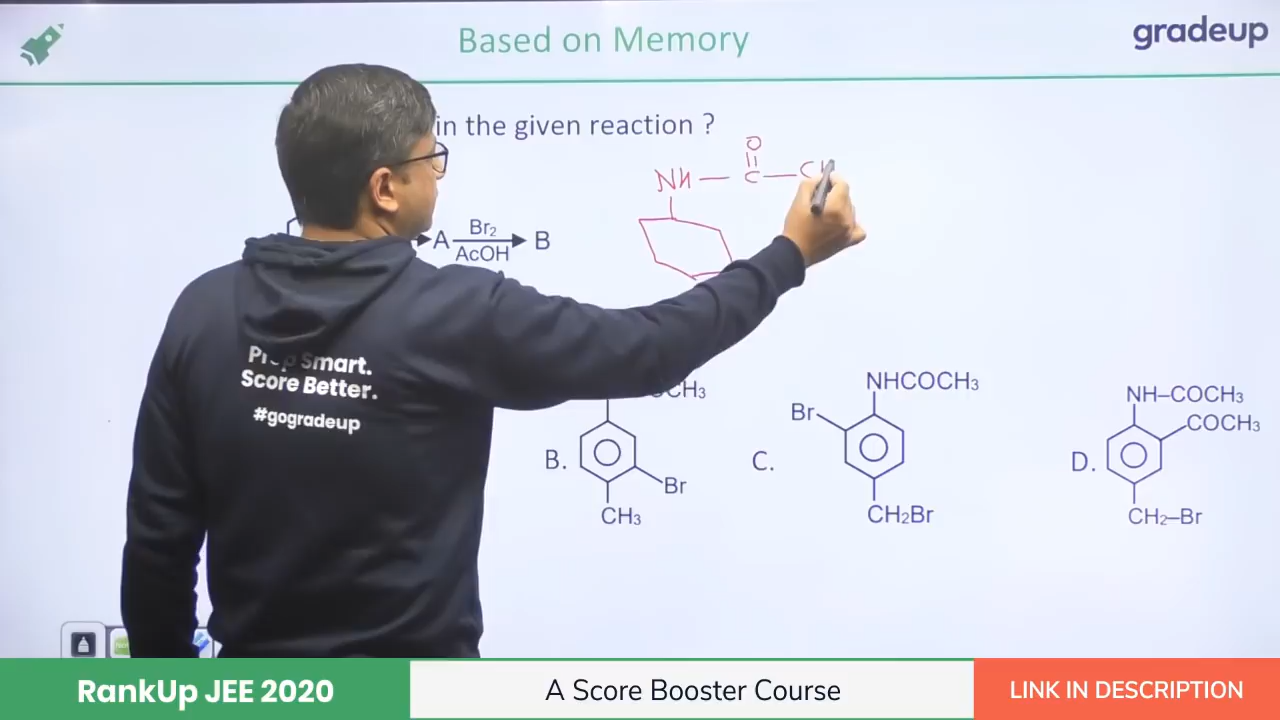 Based on Memory
gradeup
in the given reaction ?
O
NH — C —
A Br₂ B
AcOH
Smart.
Score Better.
#gogradeup
B.
CH₃
Br
CH₃
C.
NHCOCH₃
Br
CH₂Br
D.
NH–COCH₃
COCH₃
CH₂–Br
RankUp JEE 2020
A Score Booster Course
LINK IN DESCRIPTION